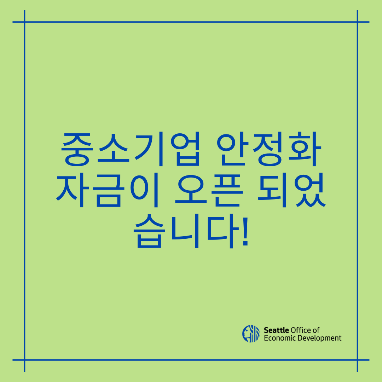 중소기업 안정화
자금이 오픈 되었
습니다!
Seattle Office of
Economic Development